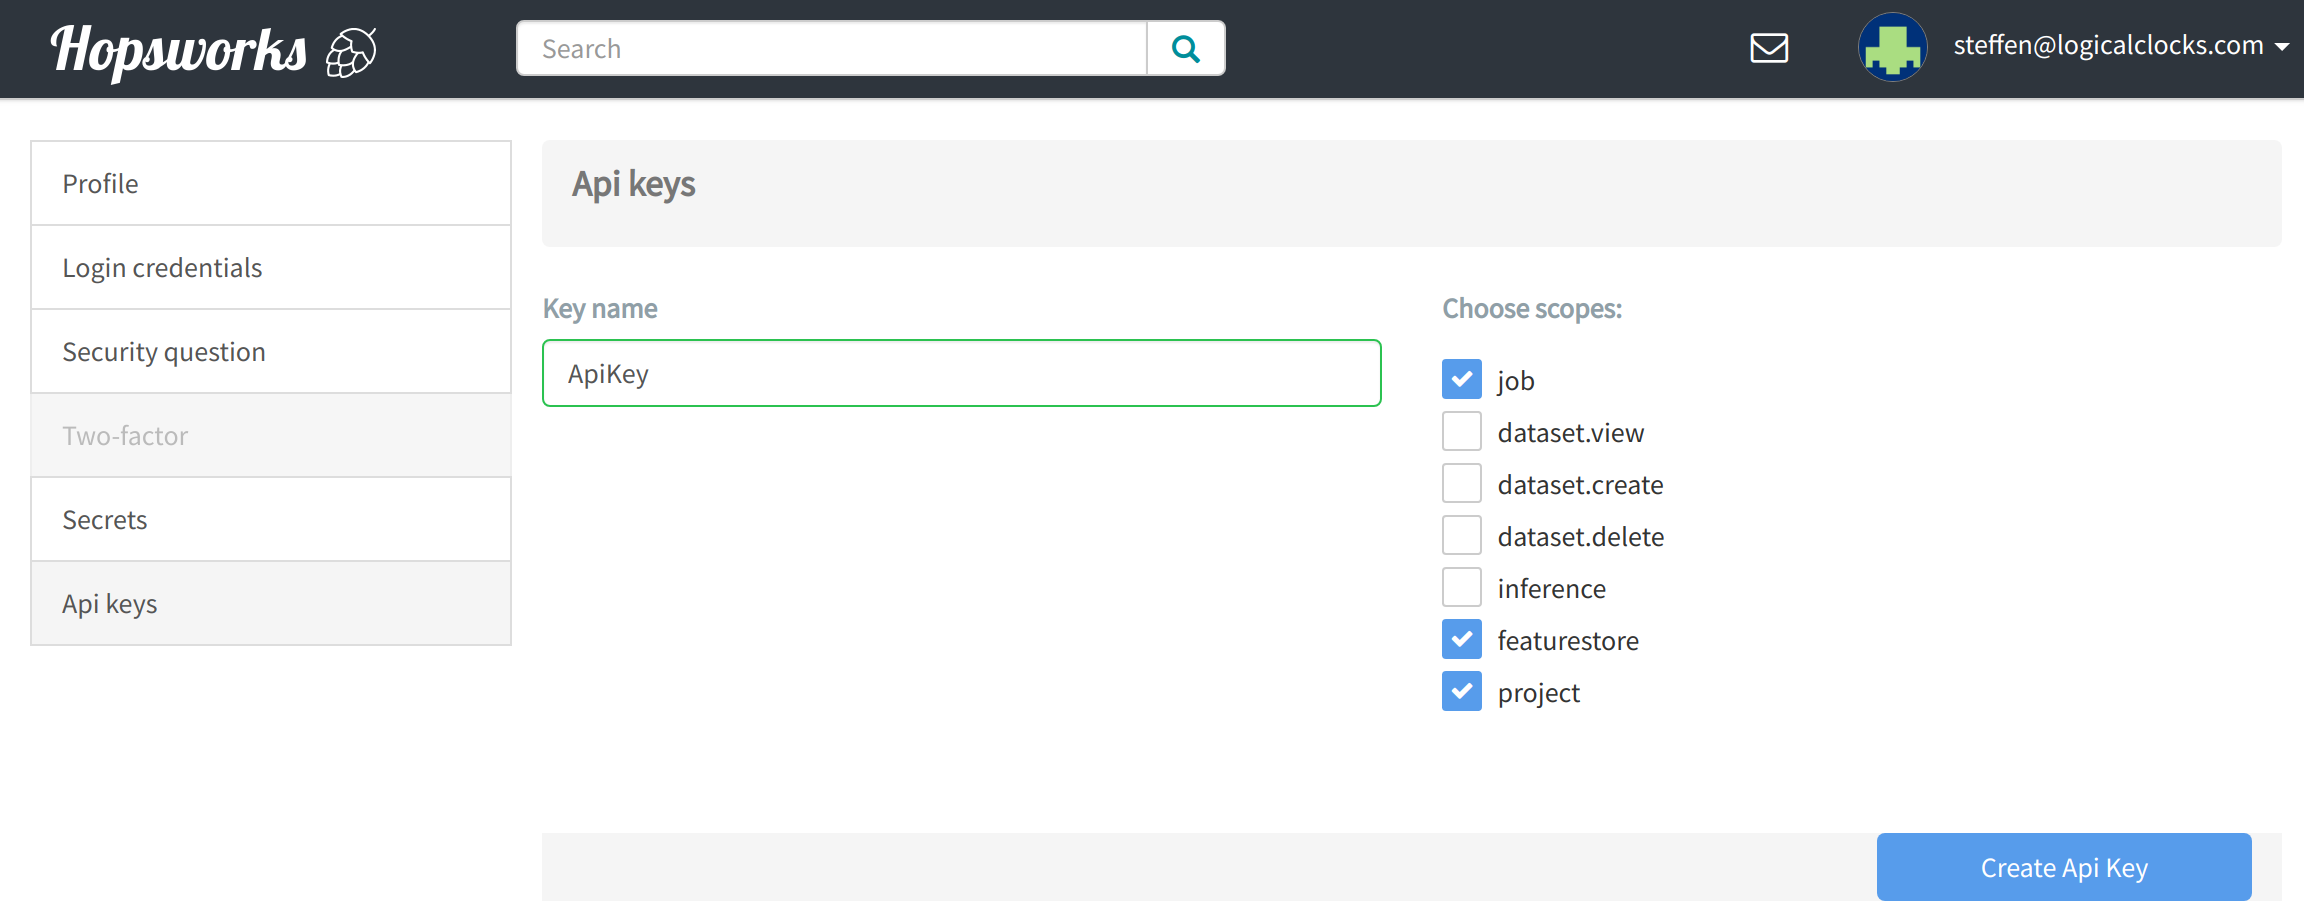 Hopsworks
Search
steffen@logicalclocks.com
Profile
Login credentials
Security question
Two-factor
Secrets
Api keys
Api keys
Key name
ApiKey
Choose scopes:
job
dataset.view
dataset.create
dataset.delete
inference
featurestore
project
Create Api Key